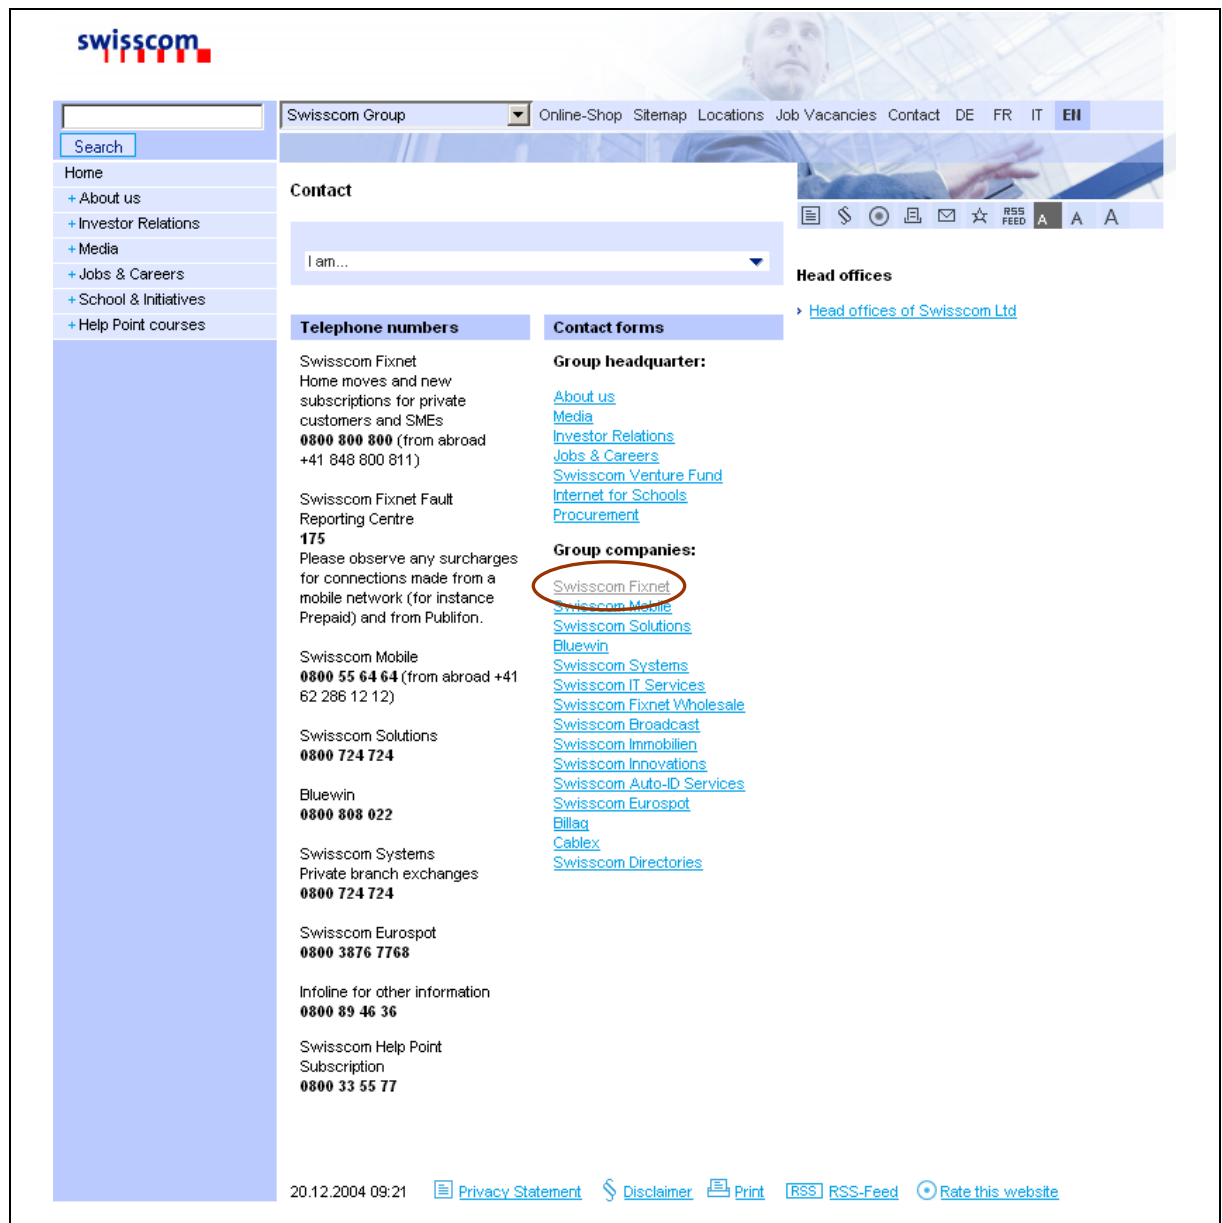 swisscom
Swisscom Group
Online-Shop Sitemap Locations Job Vacancies Contact DE FR IT EN
Search
Home
+ About us
+ Investor Relations
+ Media
+ Jobs & Careers
+ School & Initiatives
+ Help Point courses
Contact
I am...
RSS
FEED
A A A
Head offices
Head offices of Swisscom Ltd
Telephone numbers
Swisscom Fixnet
Home moves and new
subscriptions for private
customers and SMEs
0800 800 800 (from abroad
+41 848 800 811)
Swisscom Fixnet Fault
Reporting Centre
175
Please observe any surcharges
for connections made from a
mobile network (for instance
Prepaid) and from Publifon.
Swisscom Mobile
0800 55 64 64 (from abroad +41
62 286 12 12)
Swisscom Solutions
0800 724 724
Bluewin
0800 808 022
Swisscom Systems
Private branch exchanges
0800 724 724
Swisscom Eurospot
0800 3876 7768
Infoline for other information
0800 89 46 36
Swisscom Help Point
Subscription
0800 33 55 77
Contact forms
Group headquarter:
About us
Media
Investor Relations
Jobs & Careers
Swisscom Venture Fund
Internet for Schools
Procurement
Group companies:
Swisscom Fixnet
Swisscom Mobile
Swisscom Solutions
Bluewin
Swisscom Systems
Swisscom IT Services
Swisscom Fixnet Wholesale
Swisscom Broadcast
Swisscom Immobilien
Swisscom Innovations
Swisscom Auto-ID Services
Swisscom Eurospot
Billag
Cablex
Swisscom Directories
20.12.2004 09:21 Privacy Statement § Disclaimer Print RSS RSS-Feed Rate this website